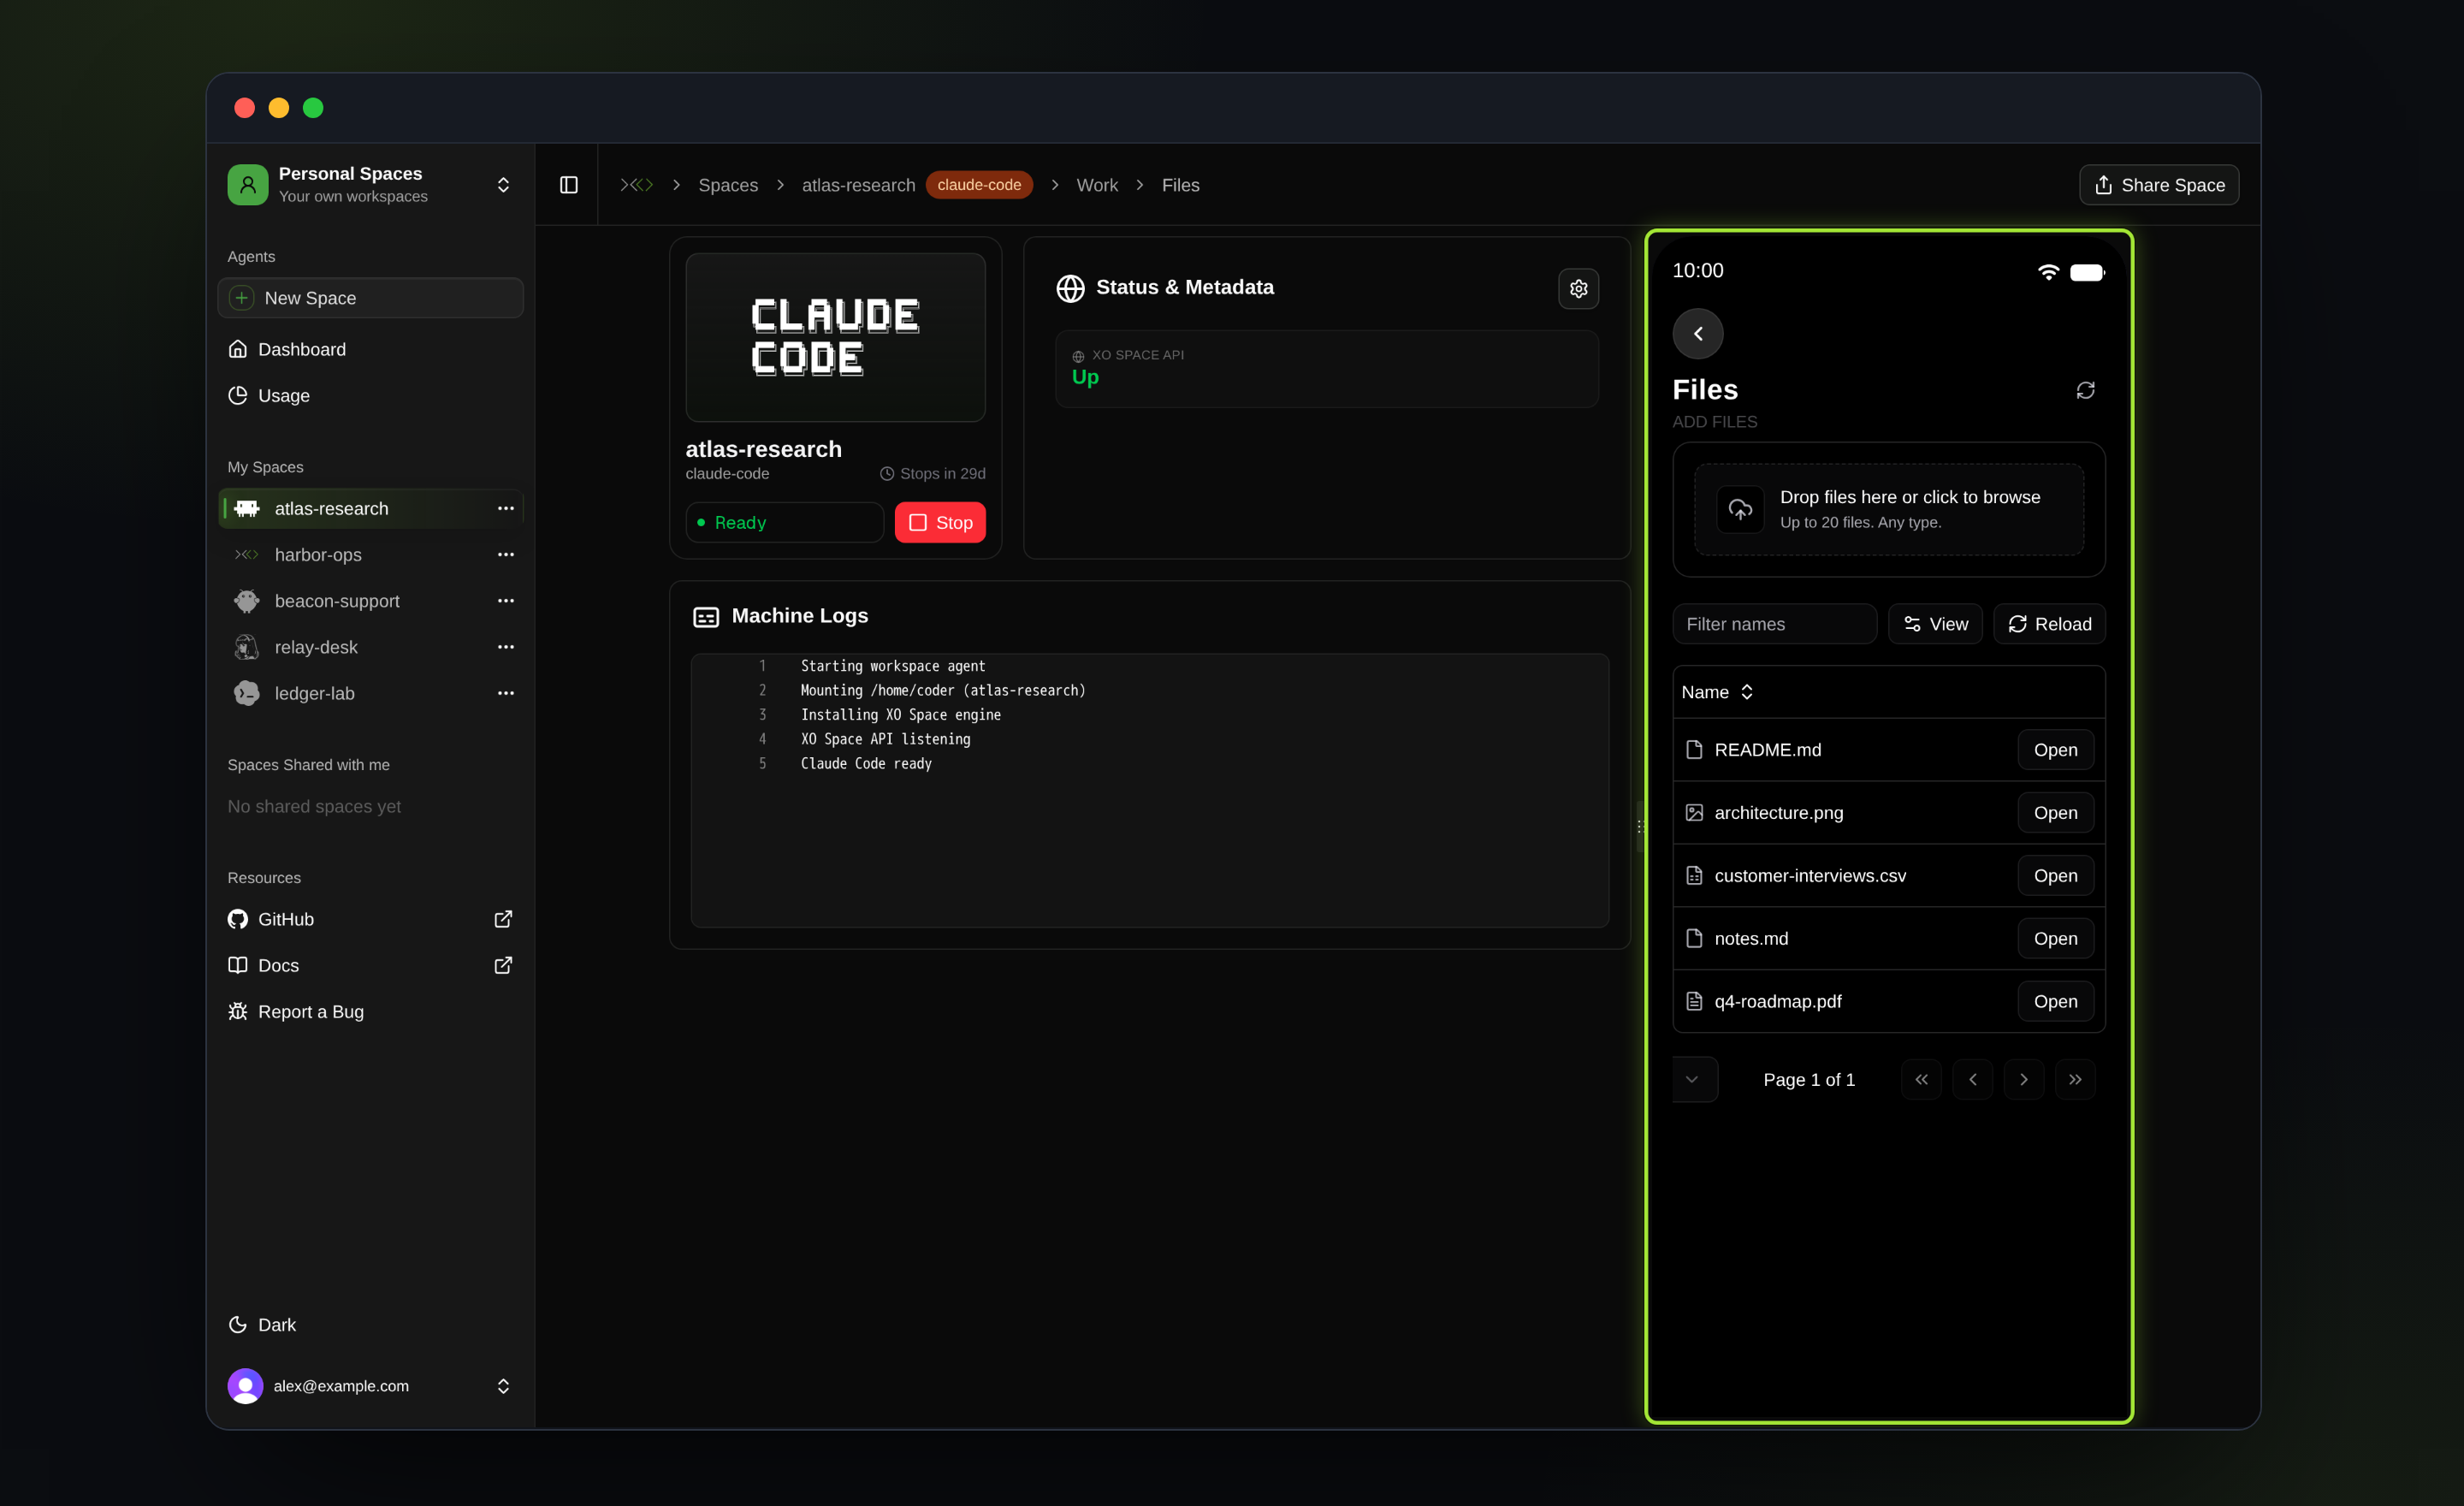 Personal Spaces
Your own workspaces
Agents
New Space
Dashboard
Usage
My Spaces
atlas-research
harbor-ops
beacon-support
relay-desk
ledger-lab
Spaces Shared with me
No shared spaces yet
Resources
GitHub
Docs
Report a Bug
Dark
alex@example.com
Spaces
atlas-research claude-code
Work
Files
Share Space
CLAUDE
CODE
atlas-research
claude-code
Stops in 29d
Ready
Stop
Status & Metadata
XO SPACE API
Up
Machine Logs
1 Starting workspace agent
2 Mounting /home/coder (atlas-research)
3 Installing XO Space engine
4 XO Space API listening
5 Claude Code ready
10:00
Files
ADD FILES
Drop files here or click to browse
Up to 20 files. Any type.
Filter names
View
Reload
Name
README.md Open
architecture.png Open
customer-interviews.csv Open
notes.md Open
q4-roadmap.pdf Open
Page 1 of 1